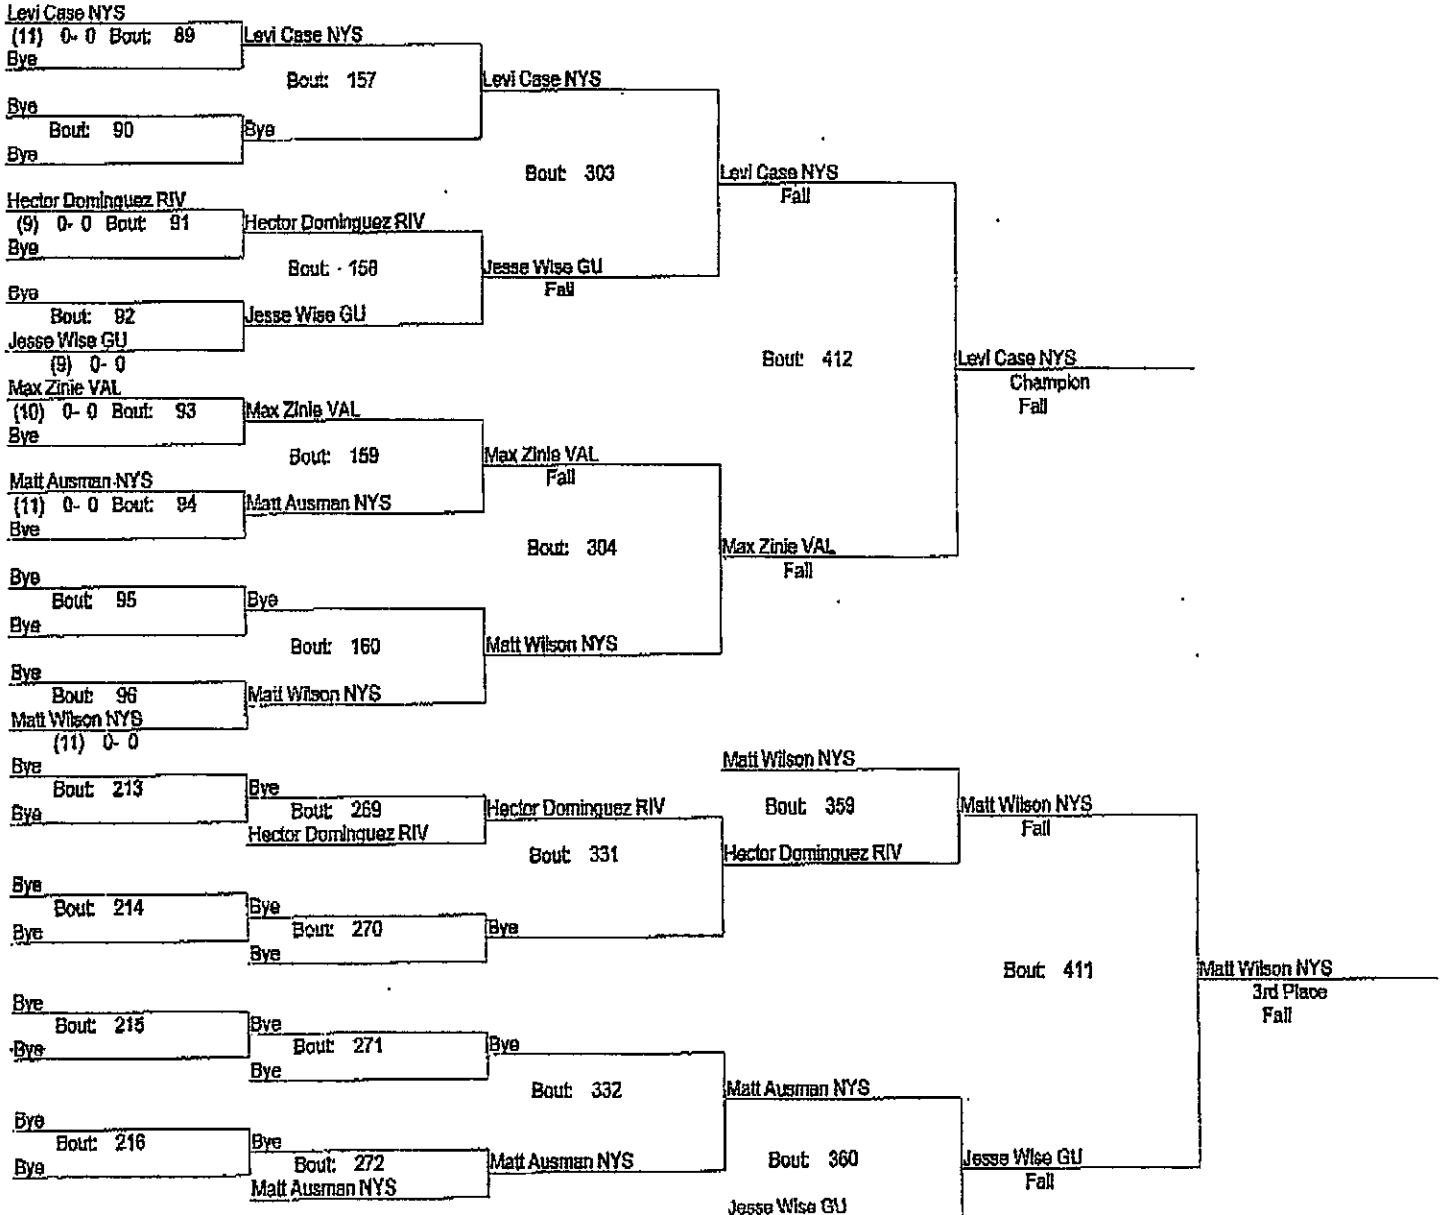 Levi Case NYS
(11) 0- 0 Bout: 89
Bye
Levi Case NYS
Bout: 157
Bye
Bout: 90
Bye
Bye
Levi Case NYS
Bout: 303
Hector Dominguez RIV
(9) 0- 0 Bout: 91
Bye
Hector Dominguez RIV
Bout: 158
Bye
Bout: 92
Jesse Wise GU
(9) 0- 0
Jesse Wise GU
Jesse Wise GU
Fall
Levi Case NYS
Fall
Bout: 412
Max Zinie VAL
(10) 0- 0 Bout: 93
Bye
Max Zinie VAL
Bout: 159
Matt Ausman NYS
(11) 0- 0 Bout: 94
Bye
Matt Ausman NYS
Max Zinie VAL
Fall
Bout: 304
Bye
Bout: 95
Bye
Bye
Bout: 160
Bye
Bout: 96
Matt Wilson NYS
(11) 0- 0
Matt Wilson NYS
Matt Wilson NYS
Max Zinie VAL
Fall
Levi Case NYS
Champion
Fall
Bye
Bout: 213
Bye
Bye
Bout: 269
Hector Dominguez RIV
Hector Dominguez RIV
Bout: 331
Bye
Bout: 214
Bye
Bye
Bout: 270
Bye
Bye
Matt Wilson NYS
Bout: 359
Hector Dominguez RIV
Matt Wilson NYS
Fall
Bout: 411
Bye
Bout: 215
Bye
Bye
Bout: 271
Bye
Bye
Bout: 332
Bye
Bout: 216
Bye
Bye
Bout: 272
Matt Ausman NYS
Matt Ausman NYS
Matt Ausman NYS
Bout: 360
Jesse Wise GU
Jesse Wise GU
Fall
Matt Wilson NYS
3rd Place
Fall